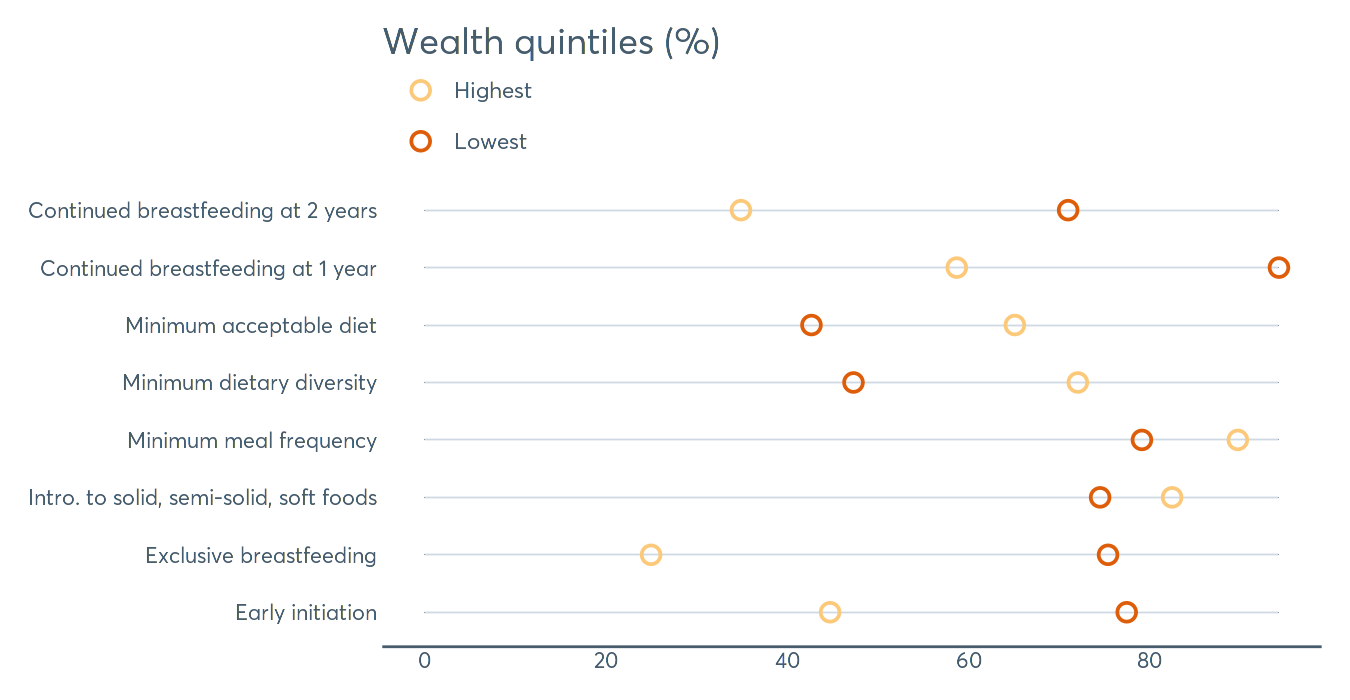 Wealth quintiles (%)
Highest
Lowest
Continued breastfeeding at 2 years
Continued breastfeeding at 1 year
Minimum acceptable diet
Minimum dietary diversity
Minimum meal frequency
Intro. to solid, semi-solid, soft foods
Exclusive breastfeeding
Early initiation
0 20 40 60 80